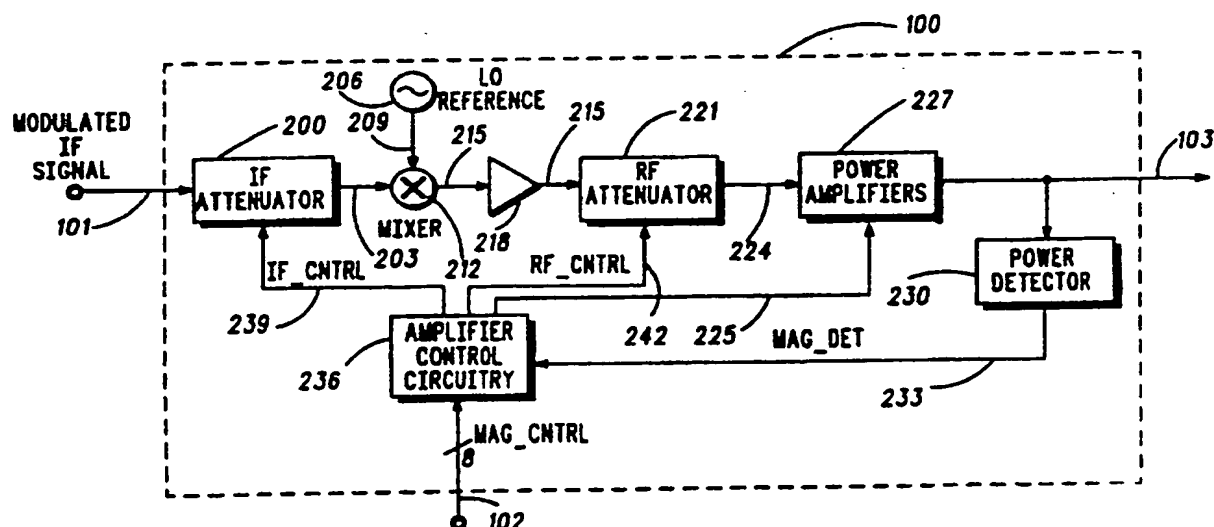 100
206
LO
REFERENCE
MODULATED
IF
SIGNAL
200
209
215
215
221
227
103
IF
ATTENUATOR
RF
ATTENUATOR
POWER
AMPLIFIERS
101
MIXER
203
212
218
224
IF_CNTRL
RF_CNTRL
230
POWER
DETECTOR
239
242
225
MAG_DET
236
AMPLIFIER
CONTROL
CIRCUITRY
233
MAG_CNTRL
8
102